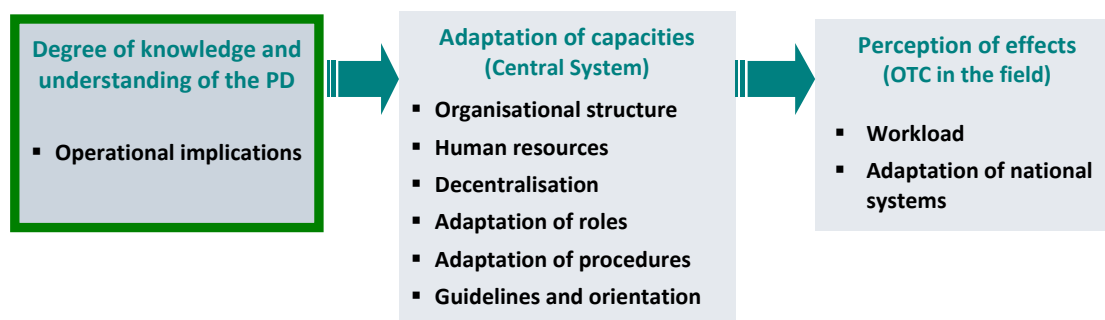 Degree of knowledge and
understanding of the PD
▪ Operational implications
Adaptation of capacities
(Central System)
▪ Organisational structure
▪ Human resources
▪ Decentralisation
▪ Adaptation of roles
▪ Adaptation of procedures
▪ Guidelines and orientation
Perception of effects
(OTC in the field)
▪ Workload
▪ Adaptation of national
systems